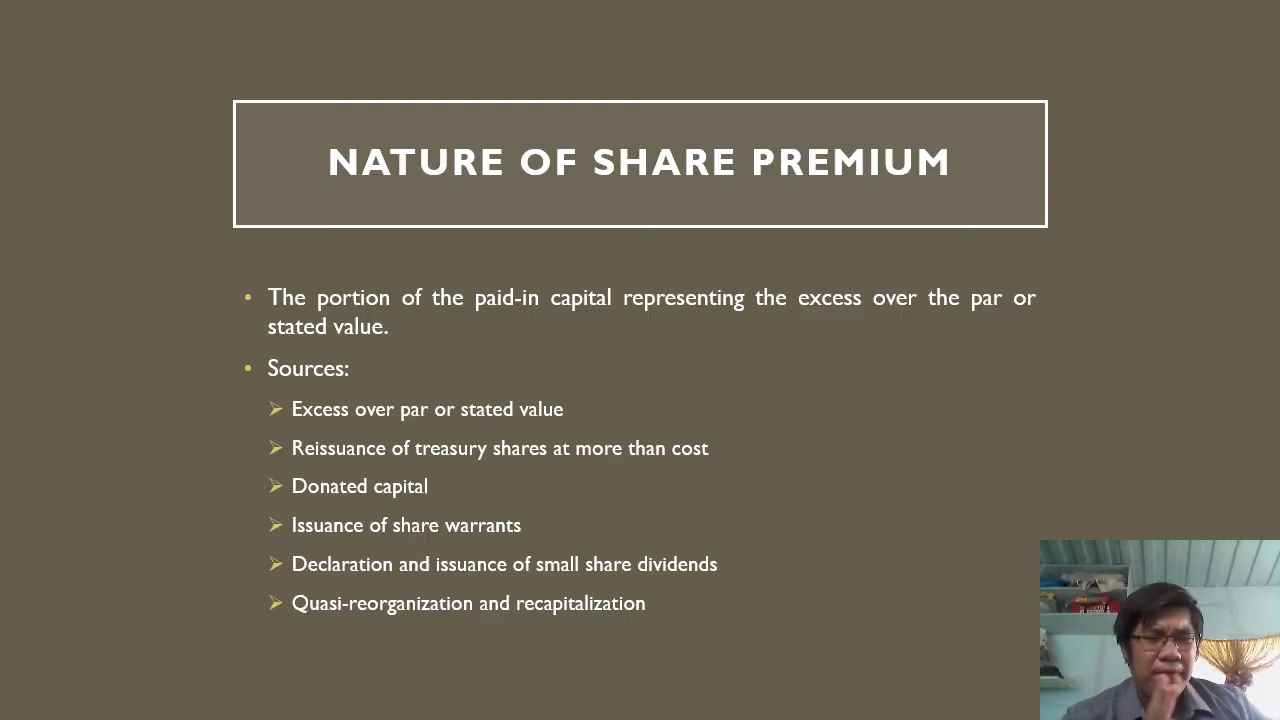 NATURE OF SHARE PREMIUM
• The portion of the paid-in capital representing the excess over the par or
stated value.
• Sources:
➢ Excess over par or stated value
➢ Reissuance of treasury shares at more than cost
➢ Donated capital
➢ Issuance of share warrants
➢ Declaration and issuance of small share dividends
➢ Quasi-reorganization and recapitalization